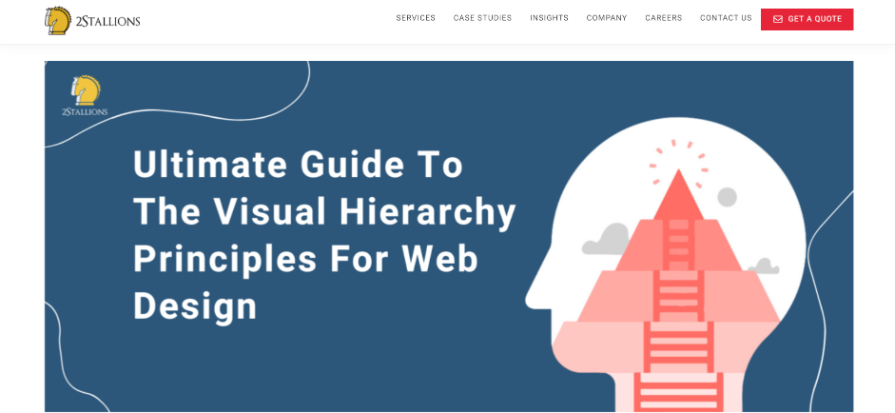 2STALLIONS
SERVICES CASE STUDIES INSIGHTS COMPANY CAREERS CONTACT US GET A QUOTE
2STALLIONS
Ultimate Guide To
The Visual Hierarchy
Principles For Web
Design